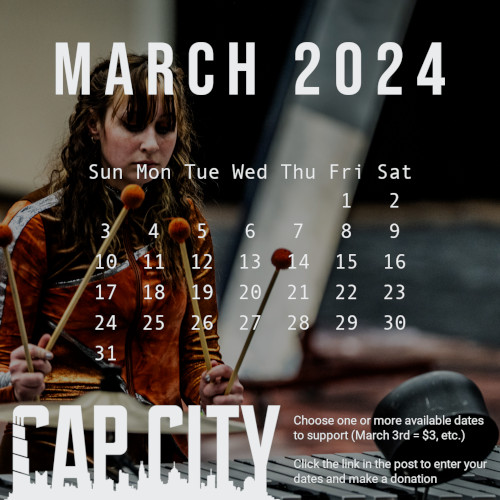 MARCH 2024
Sun Mon Tue Wed Thu Fri Sat
1 2
3 4 5 6 7 8 9
10 11 12 13 14 15 16
17 18 19 20 21 22 23
24 25 26 27 28 29 30
31
CAP CITY
Choose one or more available dates
to support (March 3rd = $3, etc.)
Click the link in the post to enter your
dates and make a donation